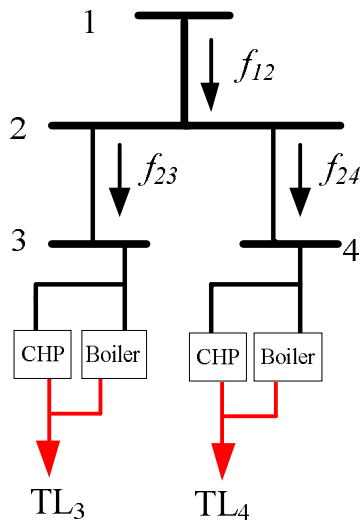 1
f12
2
f23
f24
3
4
CHP
Boiler
CHP
Boiler
TL3
TL4